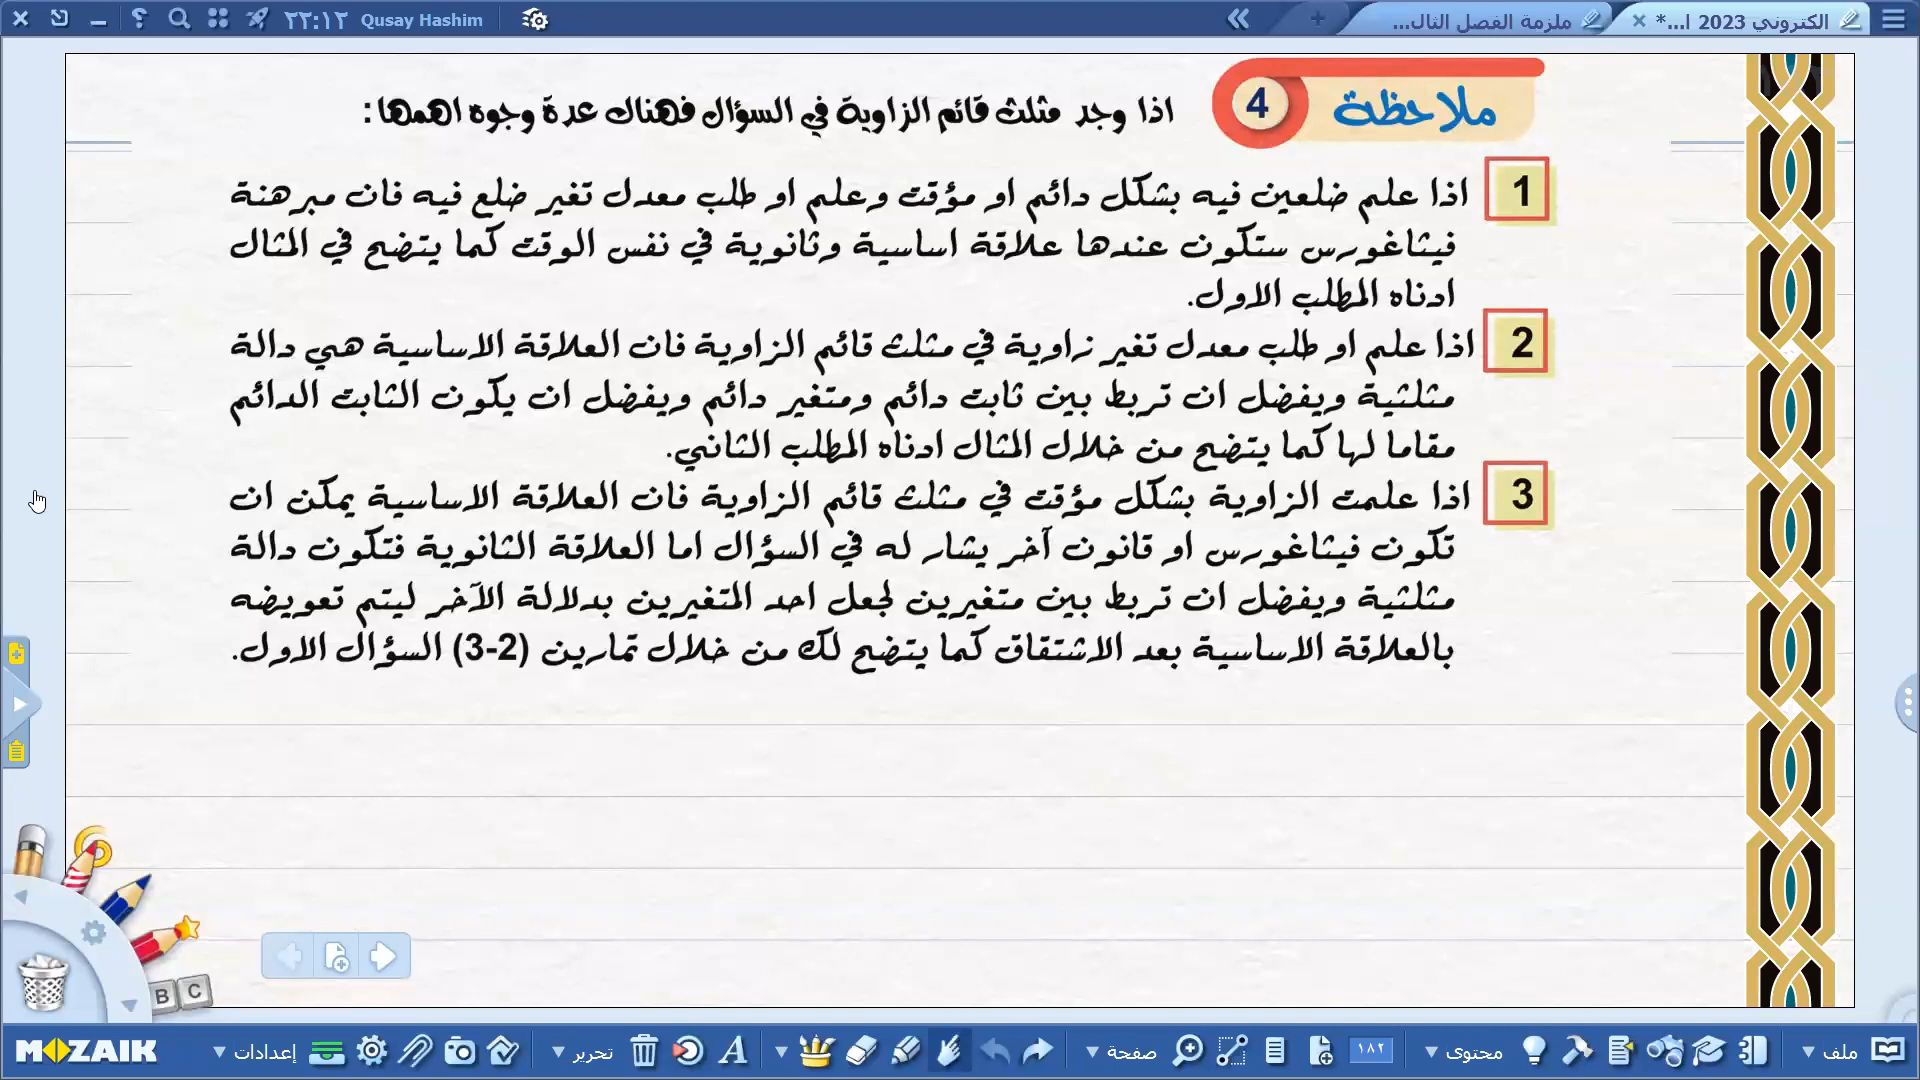 الكتروني 2023 ا...*
ملزمة الفصل الثال...
Qusay Hashim
٢٣:١٢
ملاحظة 4
اذا وجد مثلث قائم الزاوية في السؤال فهناك عدة وجوه اهمها:
1 اذا علم ضلعين فيه بشكل دائم او مؤقت وعلم او طلب معدل تغير ضلع فيه فان مبرهنة
فيثاغورس ستكون عندها علاقة اساسية وثانوية في نفس الوقت كما يتضح في المثال
ادناه المطلب الاول.
2 اذا علم او طلب معدل تغير زاوية في مثلث قائم الزاوية فان العلاقة الاساسية هي دالة
مثلثية ويفضل ان تربط بين ثابت دائم ومتغير دائم ويفضل ان يكون الثابت الدائم
مقاما لها كما يتضح من خلال المثال ادناه المطلب الثاني.
3 اذا علمت الزاوية بشكل مؤقت في مثلث قائم الزاوية فان العلاقة الاساسية يمكن ان
تكون فيثاغورس او قانون آخر يشار له في السؤال اما العلاقة الثانوية فتكون دالة
مثلثية ويفضل ان تربط بين متغيرين لجعل احد المتغيرين بدلالة الآخر ليتم تعويضه
بالعلاقة الاساسية بعد الاشتقاق كما يتضح لك من خلال تمارين (2-3) السؤال الاول.
B C
ملف
محتوى
١٨٢
صفحة
A
تحرير
إعدادات
MOZAIK